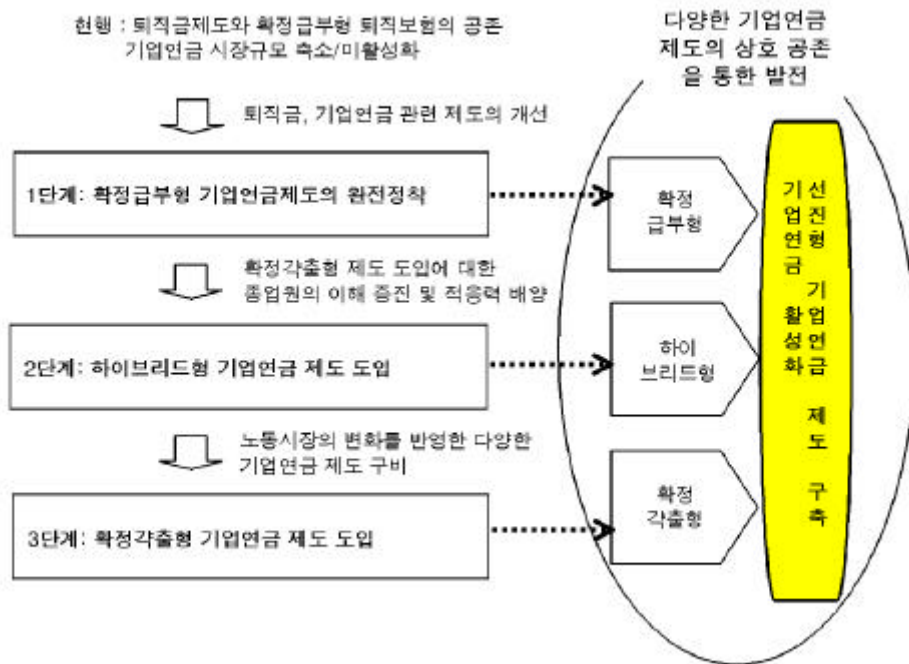 현행 : 퇴직금제도와 확정급부형 퇴직보험의 공존
기업연금 시장규모 축소/미활성화
퇴직금, 기업연금 관련 제도의 개선
1단계: 확정급부형 기업연금제도의 완전정착
확정갹출형 제도 도입에 대한
종업원의 이해 증진 및 적응력 배양
2단계: 하이브리드형 기업연금 제도 도입
노동시장의 변화를 반영한 다양한
기업연금 제도 구비
3단계: 확정갹출형 기업연금 제도 도입
다양한 기업연금
제도의 상호 공존
을 통한 발전
확정
급부형
하이
브리드형
확정
갹출형
선진형 기업연금 제도 구축
기업연금 활성화